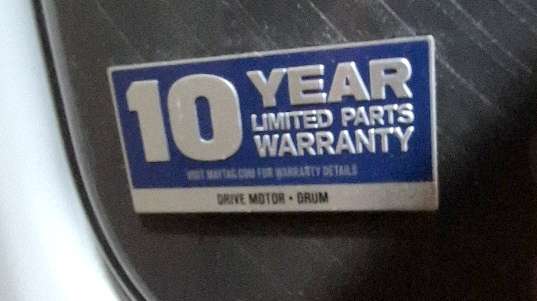 10 YEAR
LIMITED PARTS
WARRANTY
VISIT MAYTAG.COM FOR WARRANTY DETAILS
DRIVE MOTOR • DRUM